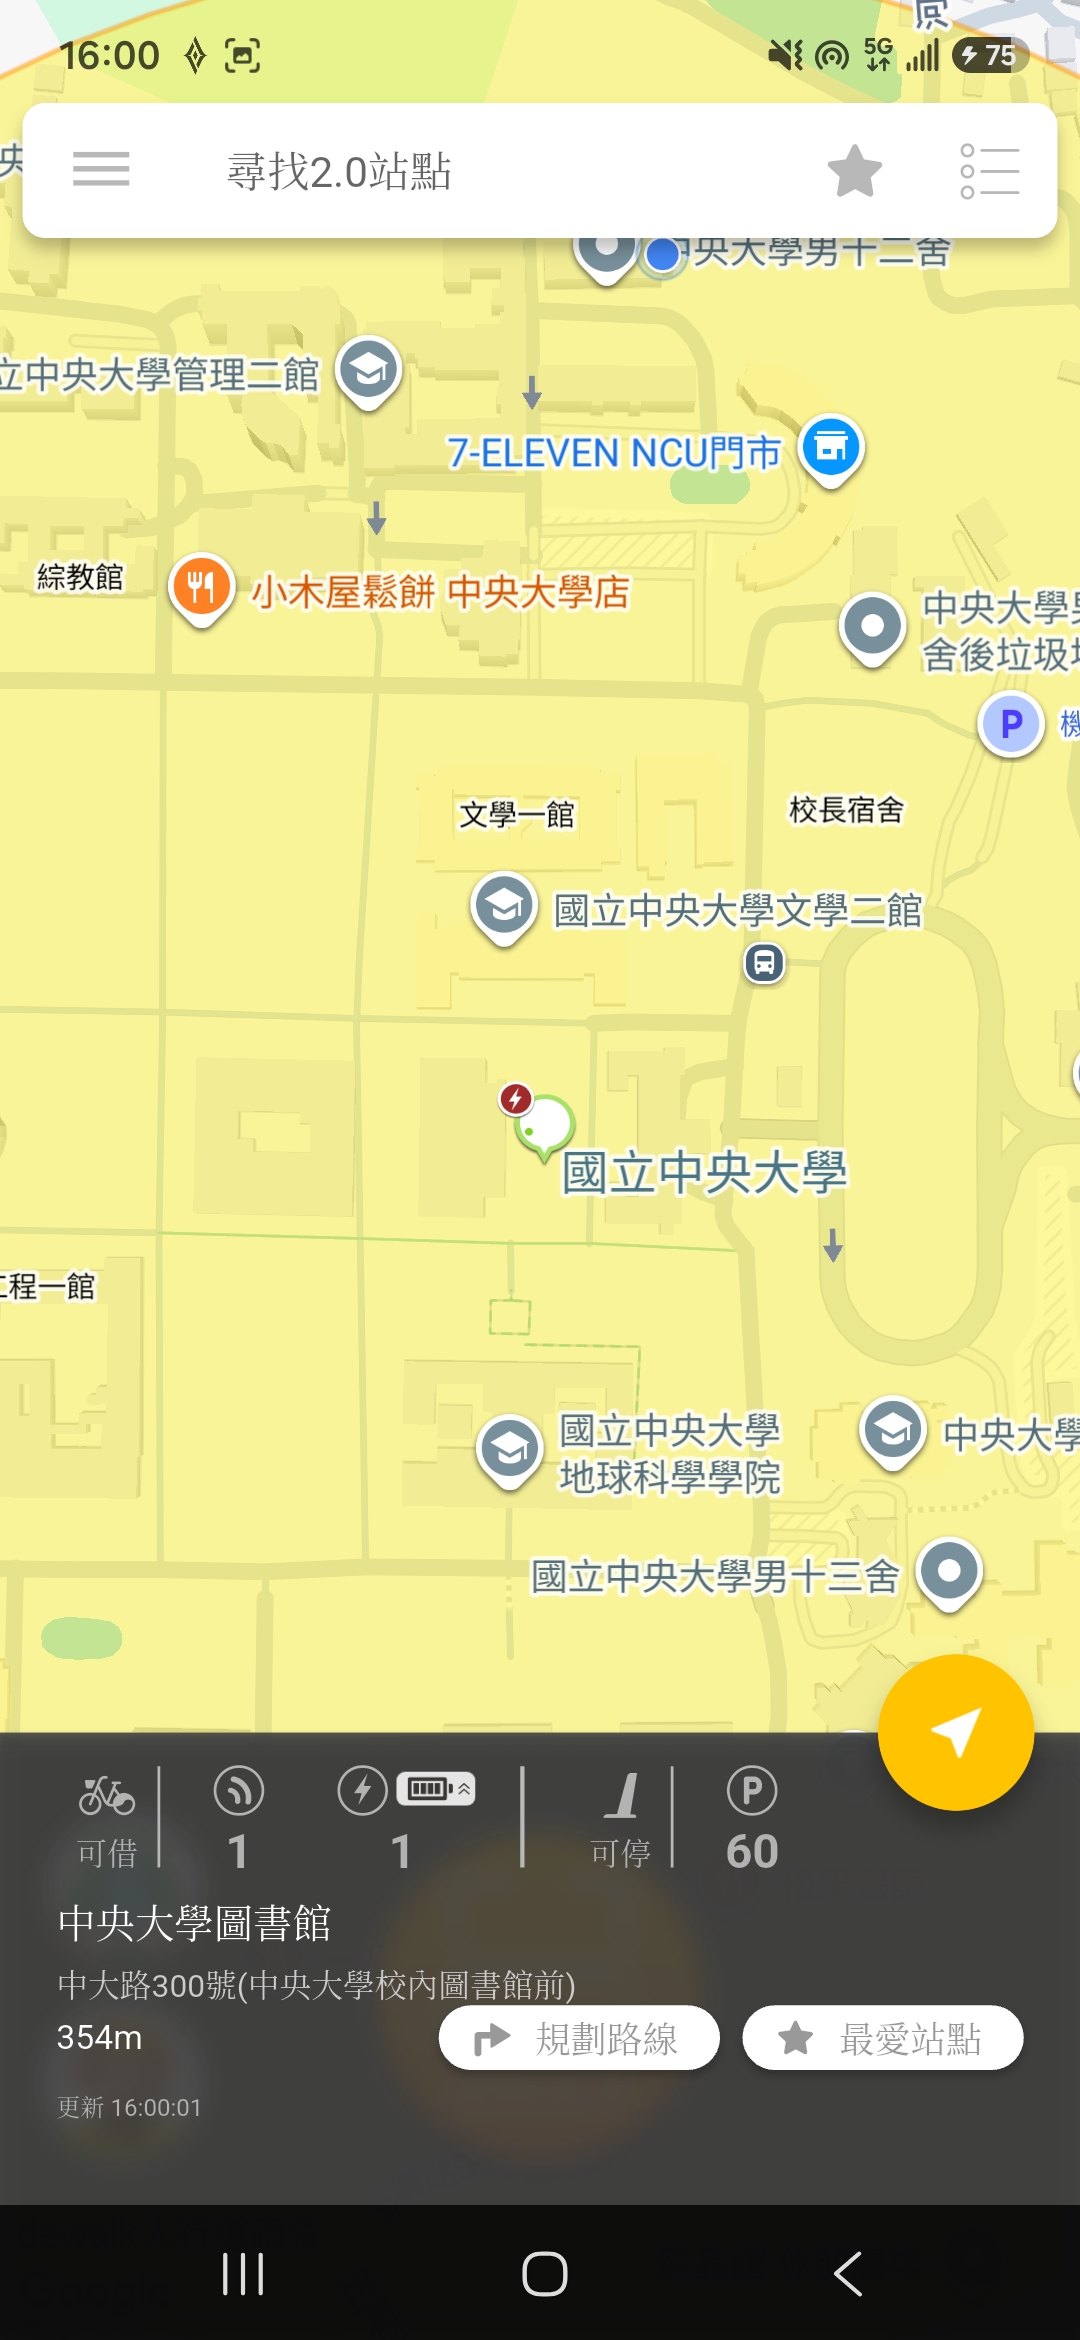 16:00
5G
75
尋找2.0站點
中央大學男十二舍
立中央大學管理二館
7-ELEVEN NCU門市
綜教館
小木屋鬆餅 中央大學店
中央大學男
舍後垃圾場
P
機
文學一館
校長宿舍
國立中央大學文學二館
國立中央大學
工程一館
國立中央大學
地球科學學院
中央大學
國立中央大學男十三舍
可借
1
1
可停
P
60
中央大學圖書館
中大路300號(中央大學校內圖書館前)
354m
規劃路線
最愛站點
更新 16:00:01